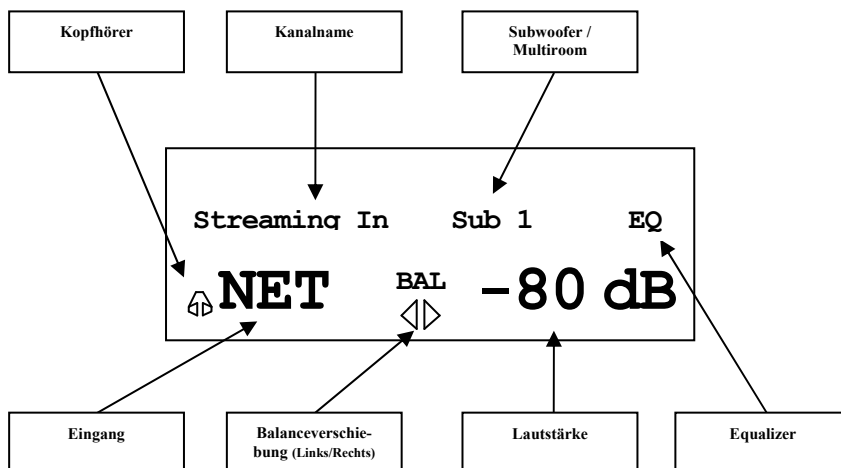 Kopfhörer
Kanalname
Subwoofer /
Multiroom
Streaming In Sub 1 EQ
NET BAL -80 dB
Eingang
Balanceverschie-
bung (Links/Rechts)
Lautstärke
Equalizer